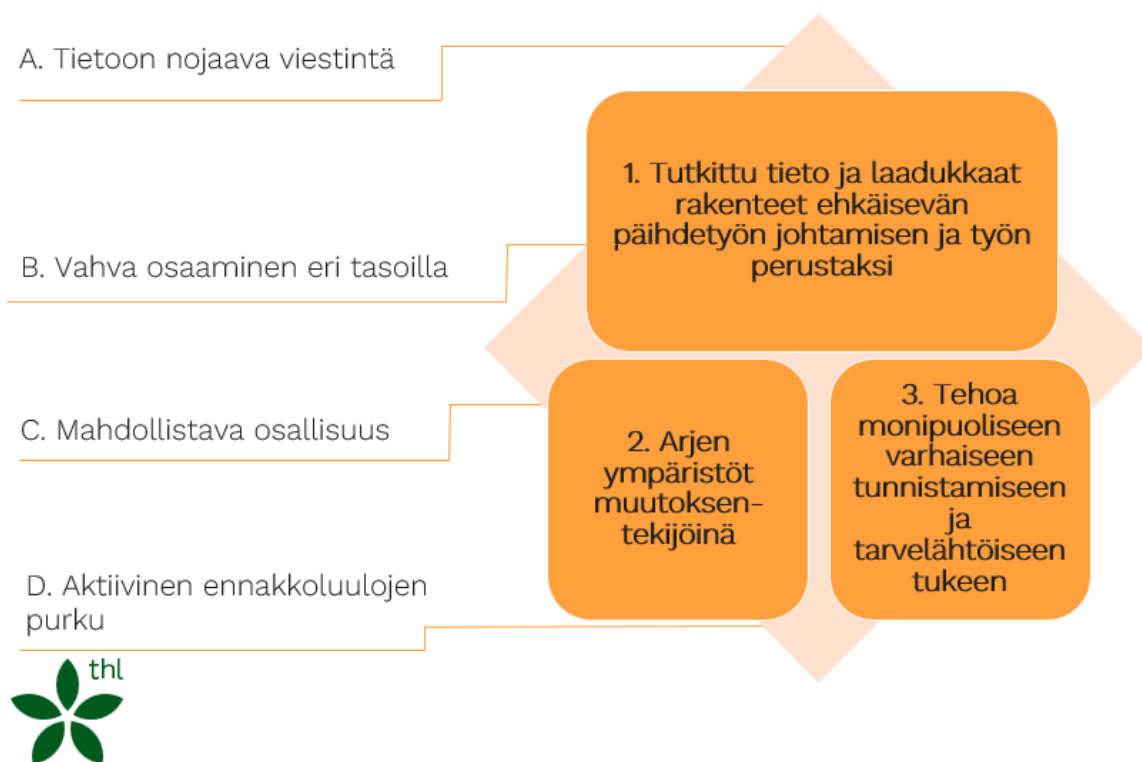 A. Tietoon nojaava viestintä
B. Vahva osaaminen eri tasoilla
C. Mahdollistava osallisuus
D. Aktiivinen ennakkoluulojen
purku
1. Tutkittu tieto ja laadukkaat
rakenteet ehkäisevän
päihdetyön johtamisen ja työn
perustaksi
2. Arjen
ympäristöt
muutoksen-
tekijöinä
3. Tehoa
monipuoliseen
varhaiseen
tunnistamiseen
ja
tarvelähtöiseen
tukeen
thl